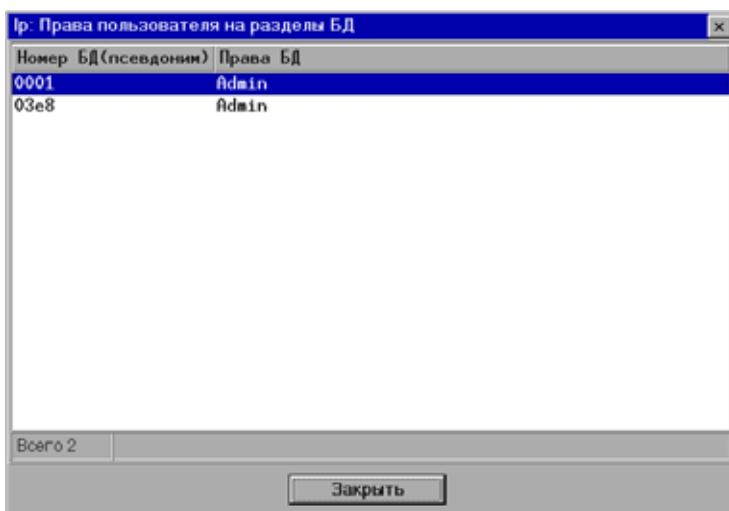 Ip: Права пользователя на разделы БД
Номер БД(псевдоним) Права БД
0001 Admin
03e8 Admin
Всего 2
Закрыть